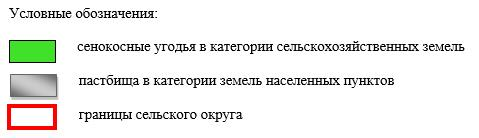 Условные обозначения:
сенокосные угодья в категории сельскохозяйственных земель
пастбища в категории земель населенных пунктов
границы сельского округа